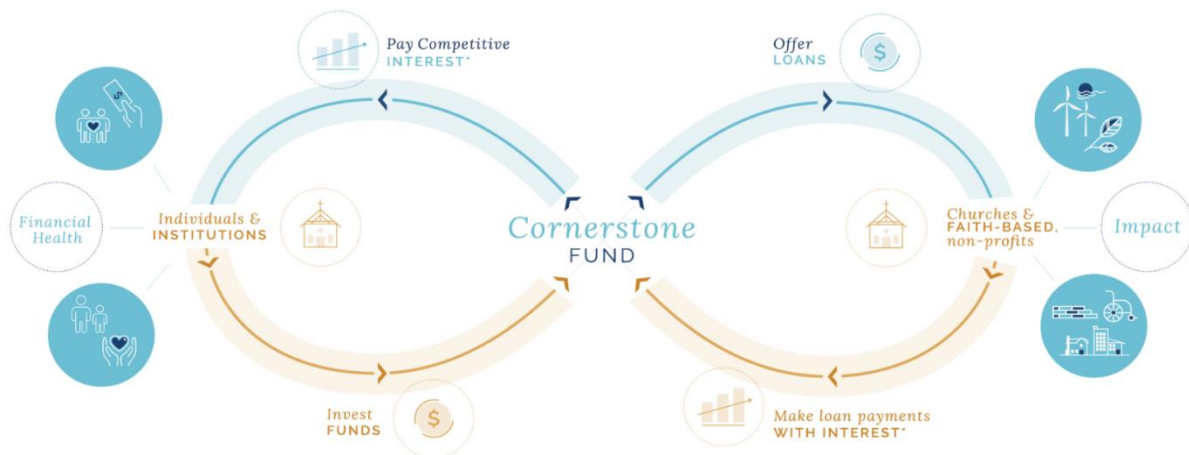 Pay Competitive
INTEREST*
Offer
LOANS
$
$
Financial
Health
Individuals &
INSTITUTIONS
Cornerstone
FUND
Churches &
FAITH-BASED,
non-profits
Impact
Invest
FUNDS
$
Make loan payments
WITH INTEREST*